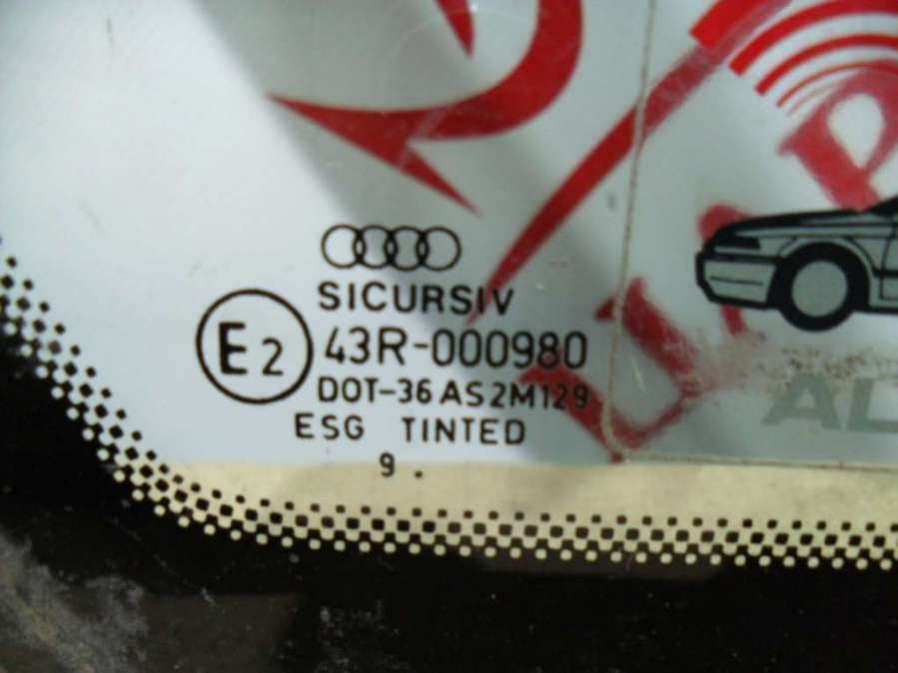 SICURSIV
E2
43R-000980
DOT-36 AS2M129
ESG TINTED
9 .